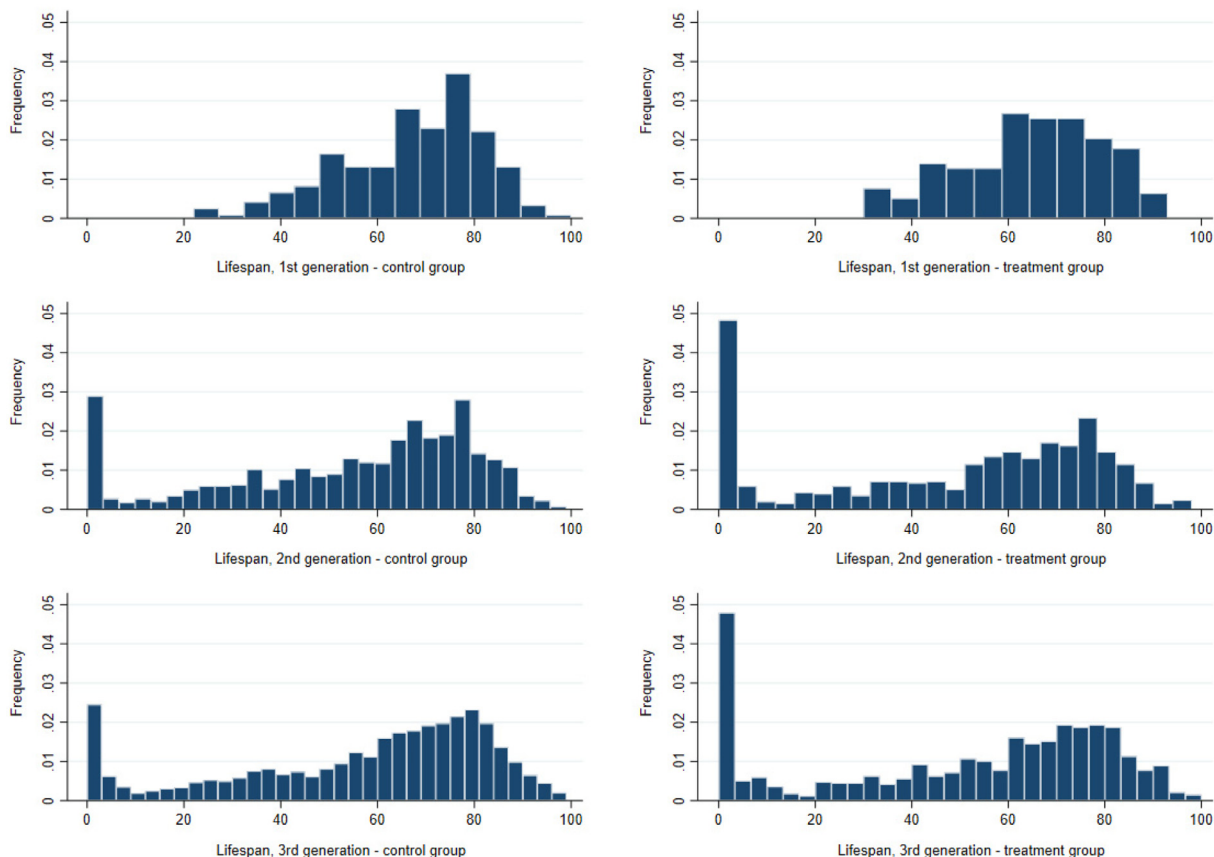 Frequency
.05
.04
.03
.02
.01
0
0 20 40 60 80 100
Lifespan, 1st generation - control group
Frequency
.05
.04
.03
.02
.01
0
0 20 40 60 80 100
Lifespan, 1st generation - treatment group
Frequency
.05
.04
.03
.02
.01
0
0 20 40 60 80 100
Lifespan, 2nd generation - control group
Frequency
.05
.04
.03
.02
.01
0
0 20 40 60 80 100
Lifespan, 2nd generation - treatment group
Frequency
.05
.04
.03
.02
.01
0
0 20 40 60 80 100
Lifespan, 3rd generation - control group
Frequency
.05
.04
.03
.02
.01
0
0 20 40 60 80 100
Lifespan, 3rd generation - treatment group